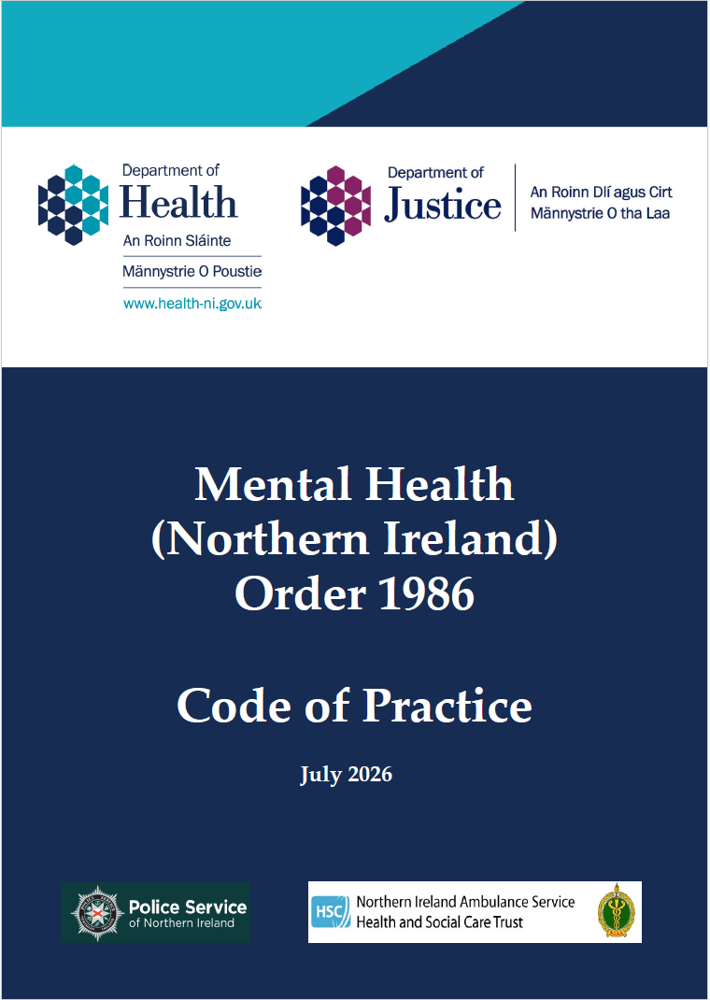 Department of
Health
An Roinn Sláinte
Männystrie O Poustie
www.health-ni.gov.uk
Department of
Justice
An Roinn Dlí agus Cirt
Männystrie O tha Laa
Mental Health
(Northern Ireland)
Order 1986
Code of Practice
July 2026
Police Service
of Northern Ireland
HSC
Northern Ireland Ambulance Service
Health and Social Care Trust